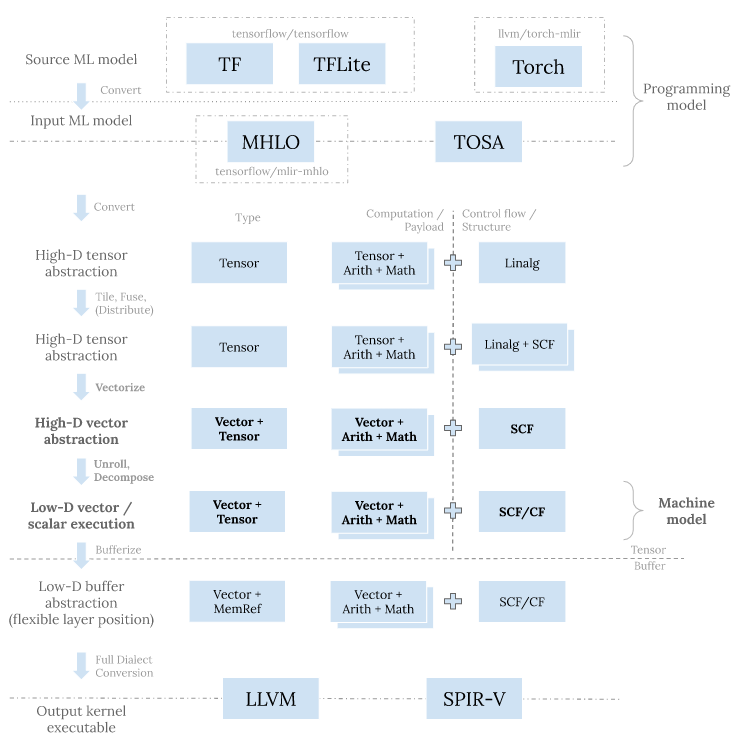 tensorflow/tensorflow
llvm/torch-mlir
Source ML model
TF
TFLite
Torch
Convert
Programming
model
Input ML model
MHLO
TOSA
tensorflow/mlir-mhlo
Convert
Type
Computation /
Payload
Control flow /
Structure
High-D tensor
abstraction
Tensor
Tensor +
Arith + Math
Linalg
Tile, Fuse,
(Distribute)
High-D tensor
abstraction
Tensor
Tensor +
Arith + Math
Linalg + SCF
Vectorize
High-D vector
abstraction
Vector +
Tensor
Vector +
Arith + Math
SCF
Unroll,
Decompose
Low-D vector /
scalar execution
Vector +
Tensor
Vector +
Arith + Math
SCF/CF
Machine
model
Bufferize
Tensor
Buffer
Low-D buffer
abstraction
(flexible layer position)
Vector +
MemRef
Vector +
Arith + Math
SCF/CF
Full Dialect
Conversion
LLVM
SPIR-V
Output kernel
executable